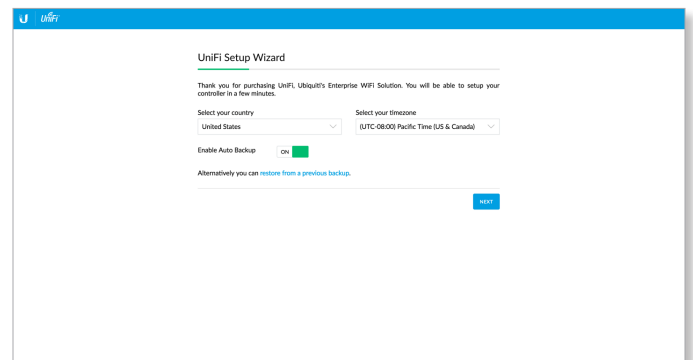 UniFi
UniFi Setup Wizard
Thank you for purchasing UniFi, Ubiquiti's Enterprise WiFi Solution. You will be able to setup your
controller in a few minutes.
Select your country
Select your timezone
United States
(UTC-08:00) Pacific Time (US & Canada)
Enable Auto Backup
ON
Alternatively you can restore from a previous backup.
NEXT